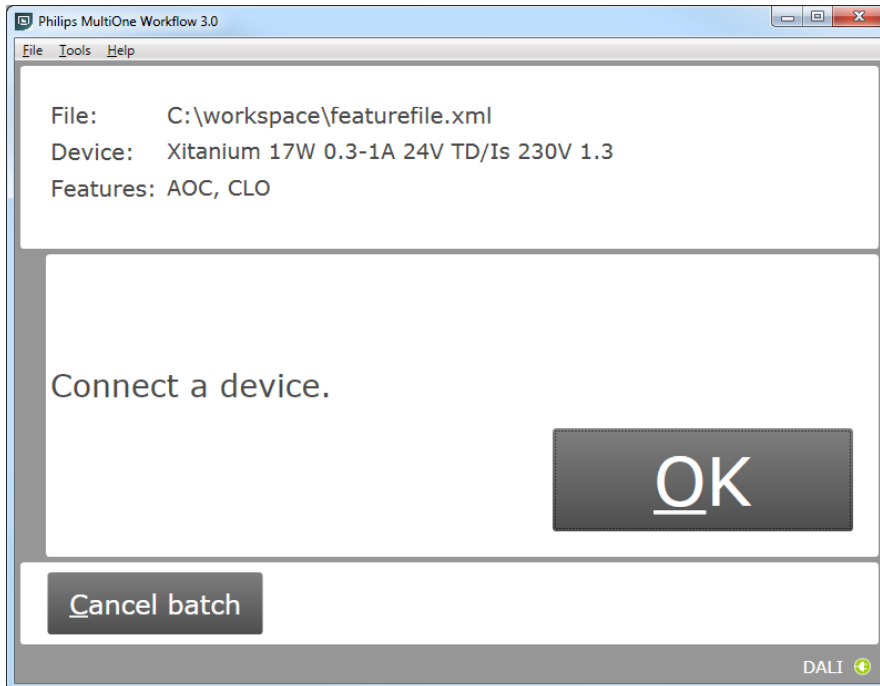 Philips MultiOne Workflow 3.0
File Tools Help
File: C:\workspace\featurefile.xml
Device: Xitanium 17W 0.3-1A 24V TD/Is 230V 1.3
Features: AOC, CLO
Connect a device.
OK
Cancel batch
DALI